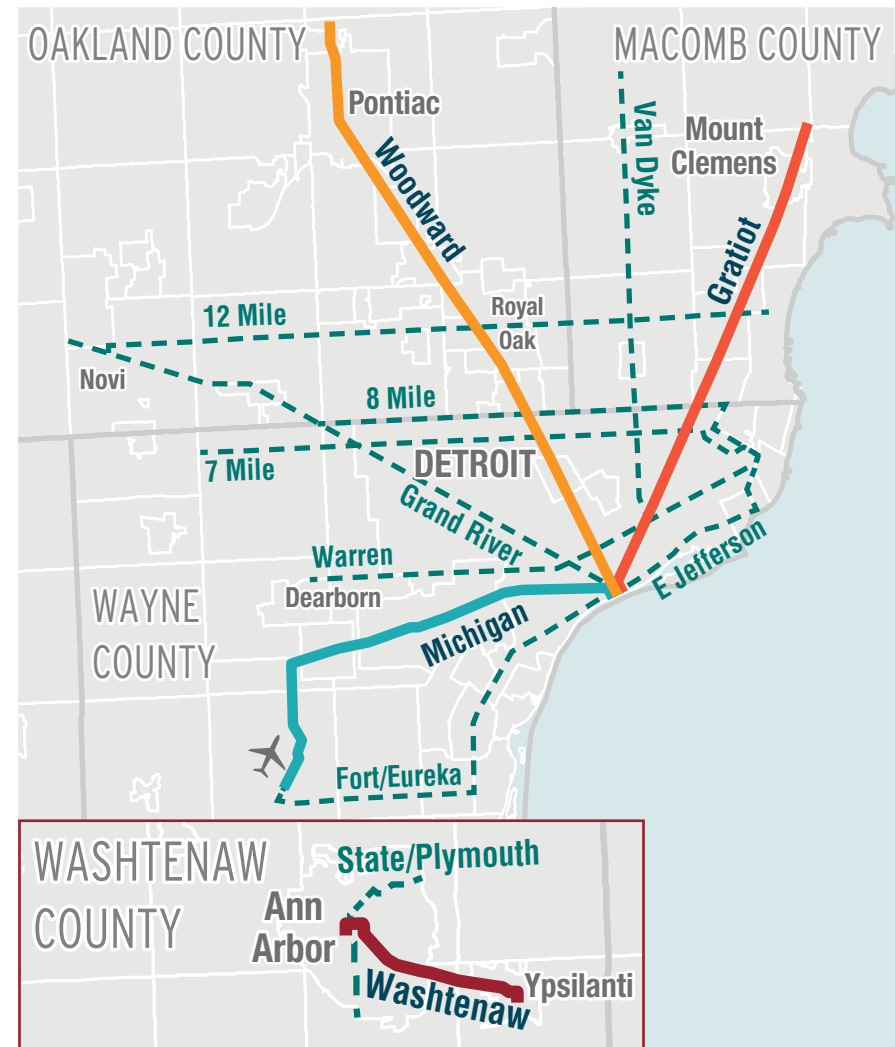 OAKLAND COUNTY
MACOMB COUNTY
Pontiac
Woodward
Van Dyke
Mount
Clemens
Gratiot
12 Mile
Royal
Oak
Novi
8 Mile
7 Mile
DETROIT
Grand River
Warren
E Jefferson
Dearborn
WAYNE
COUNTY
Michigan
Fort/Eureka
WASHTENAW
COUNTY
State/Plymouth
Ann
Arbor
Washtenaw
Ypsilanti